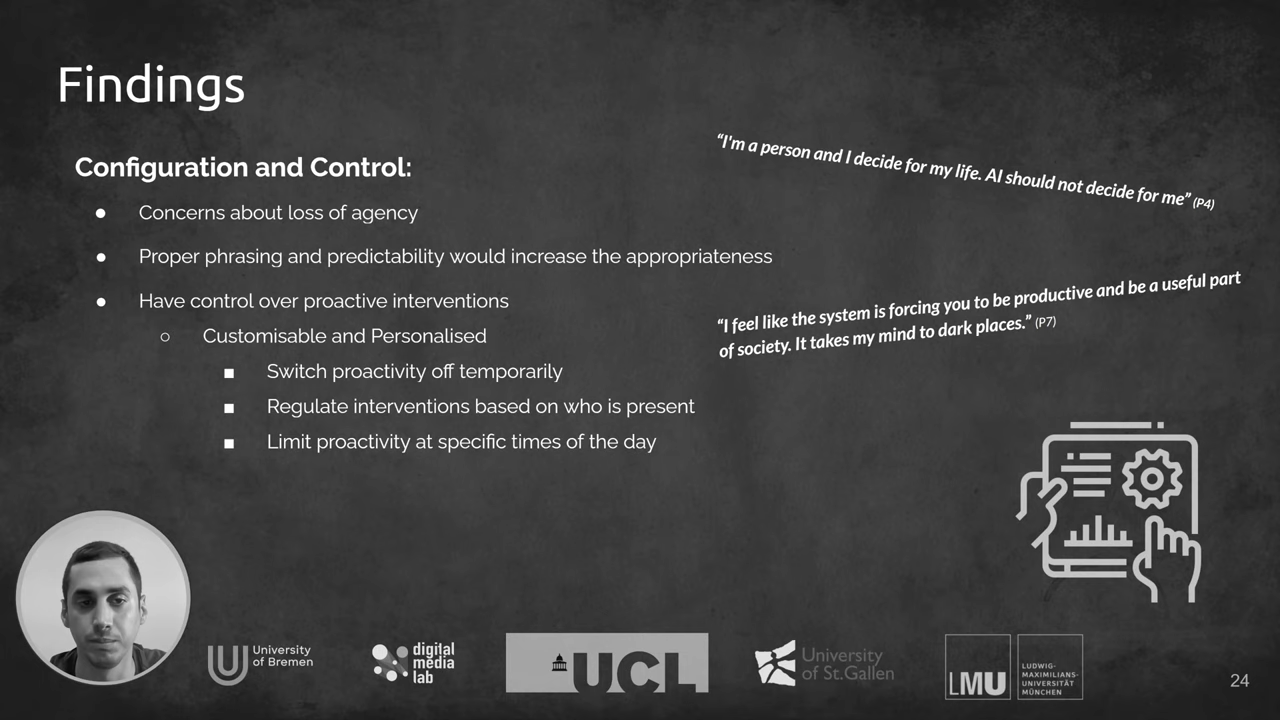 Findings
Configuration and Control:
● Concerns about loss of agency
● Proper phrasing and predictability would increase the appropriateness
● Have control over proactive interventions
○ Customisable and Personalised
■ Switch proactivity off temporarily
■ Regulate interventions based on who is present
■ Limit proactivity at specific times of the day
“I'm a person and I decide for my life. AI should not decide for me” (P4)
“I feel like the system is forcing you to be productive and be a useful part
of society. It takes my mind to dark places.” (P7)
University
of Bremen
digital
media
lab
UCL
University
of St.Gallen
LMU
LUDWIG-
MAXIMILIANS-
UNIVERSITÄT
MÜNCHEN
24